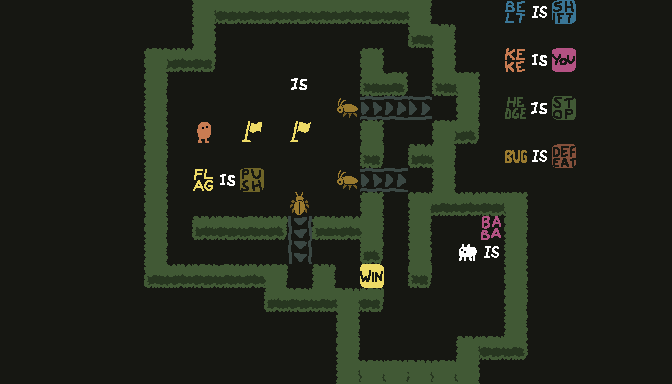 BELT IS SHIFT
KEKE IS YOU
IS
HEDGE IS STOP
BUG IS DEFEAT
FLAG IS PUSH
BABA
IS
WIN